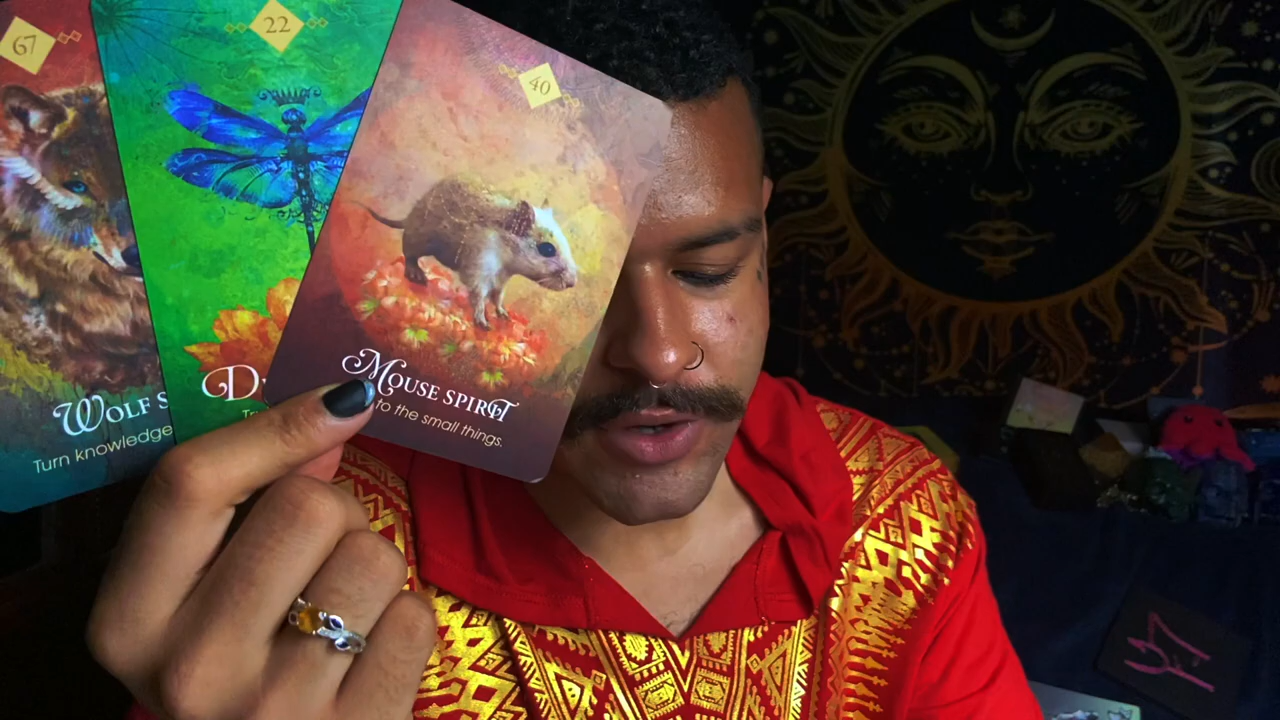 67
WOLF S
Turn knowledge
22
D
40
MOUSE SPIRIT
to the small things.